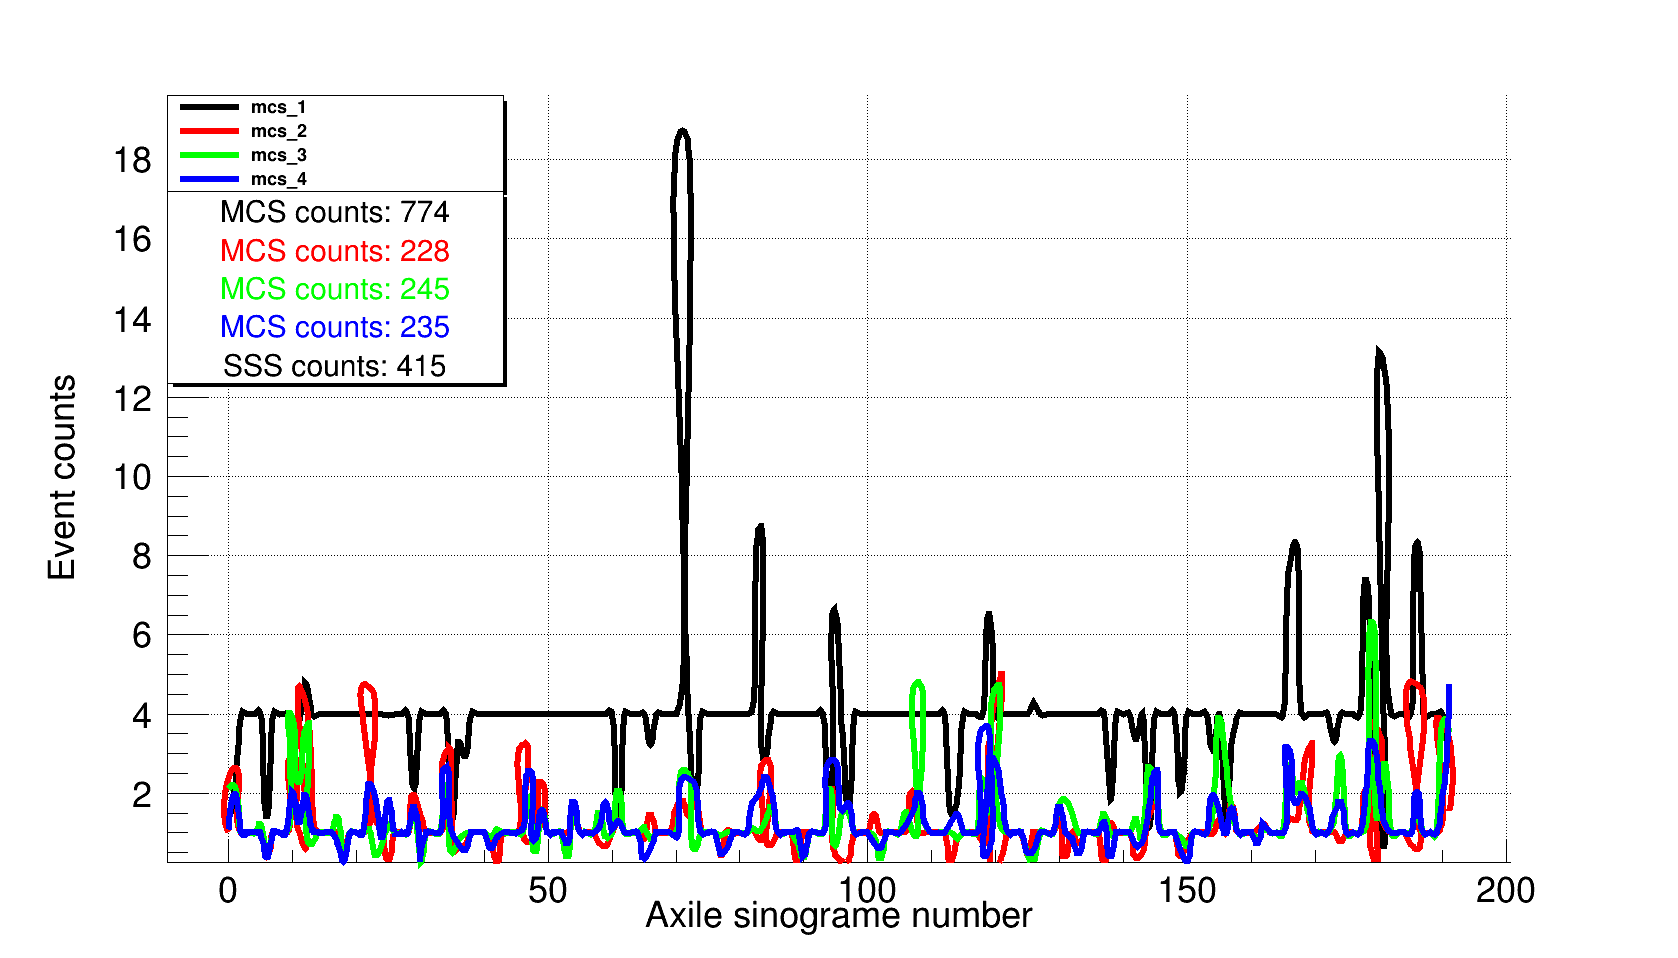 mcs_1
mcs_2
mcs_3
mcs_4
MCS counts: 774
MCS counts: 228
MCS counts: 245
MCS counts: 235
SSS counts: 415
Event counts
18
16
14
12
10
8
6
4
2
0 50 100 150 200
Axile sinograme number